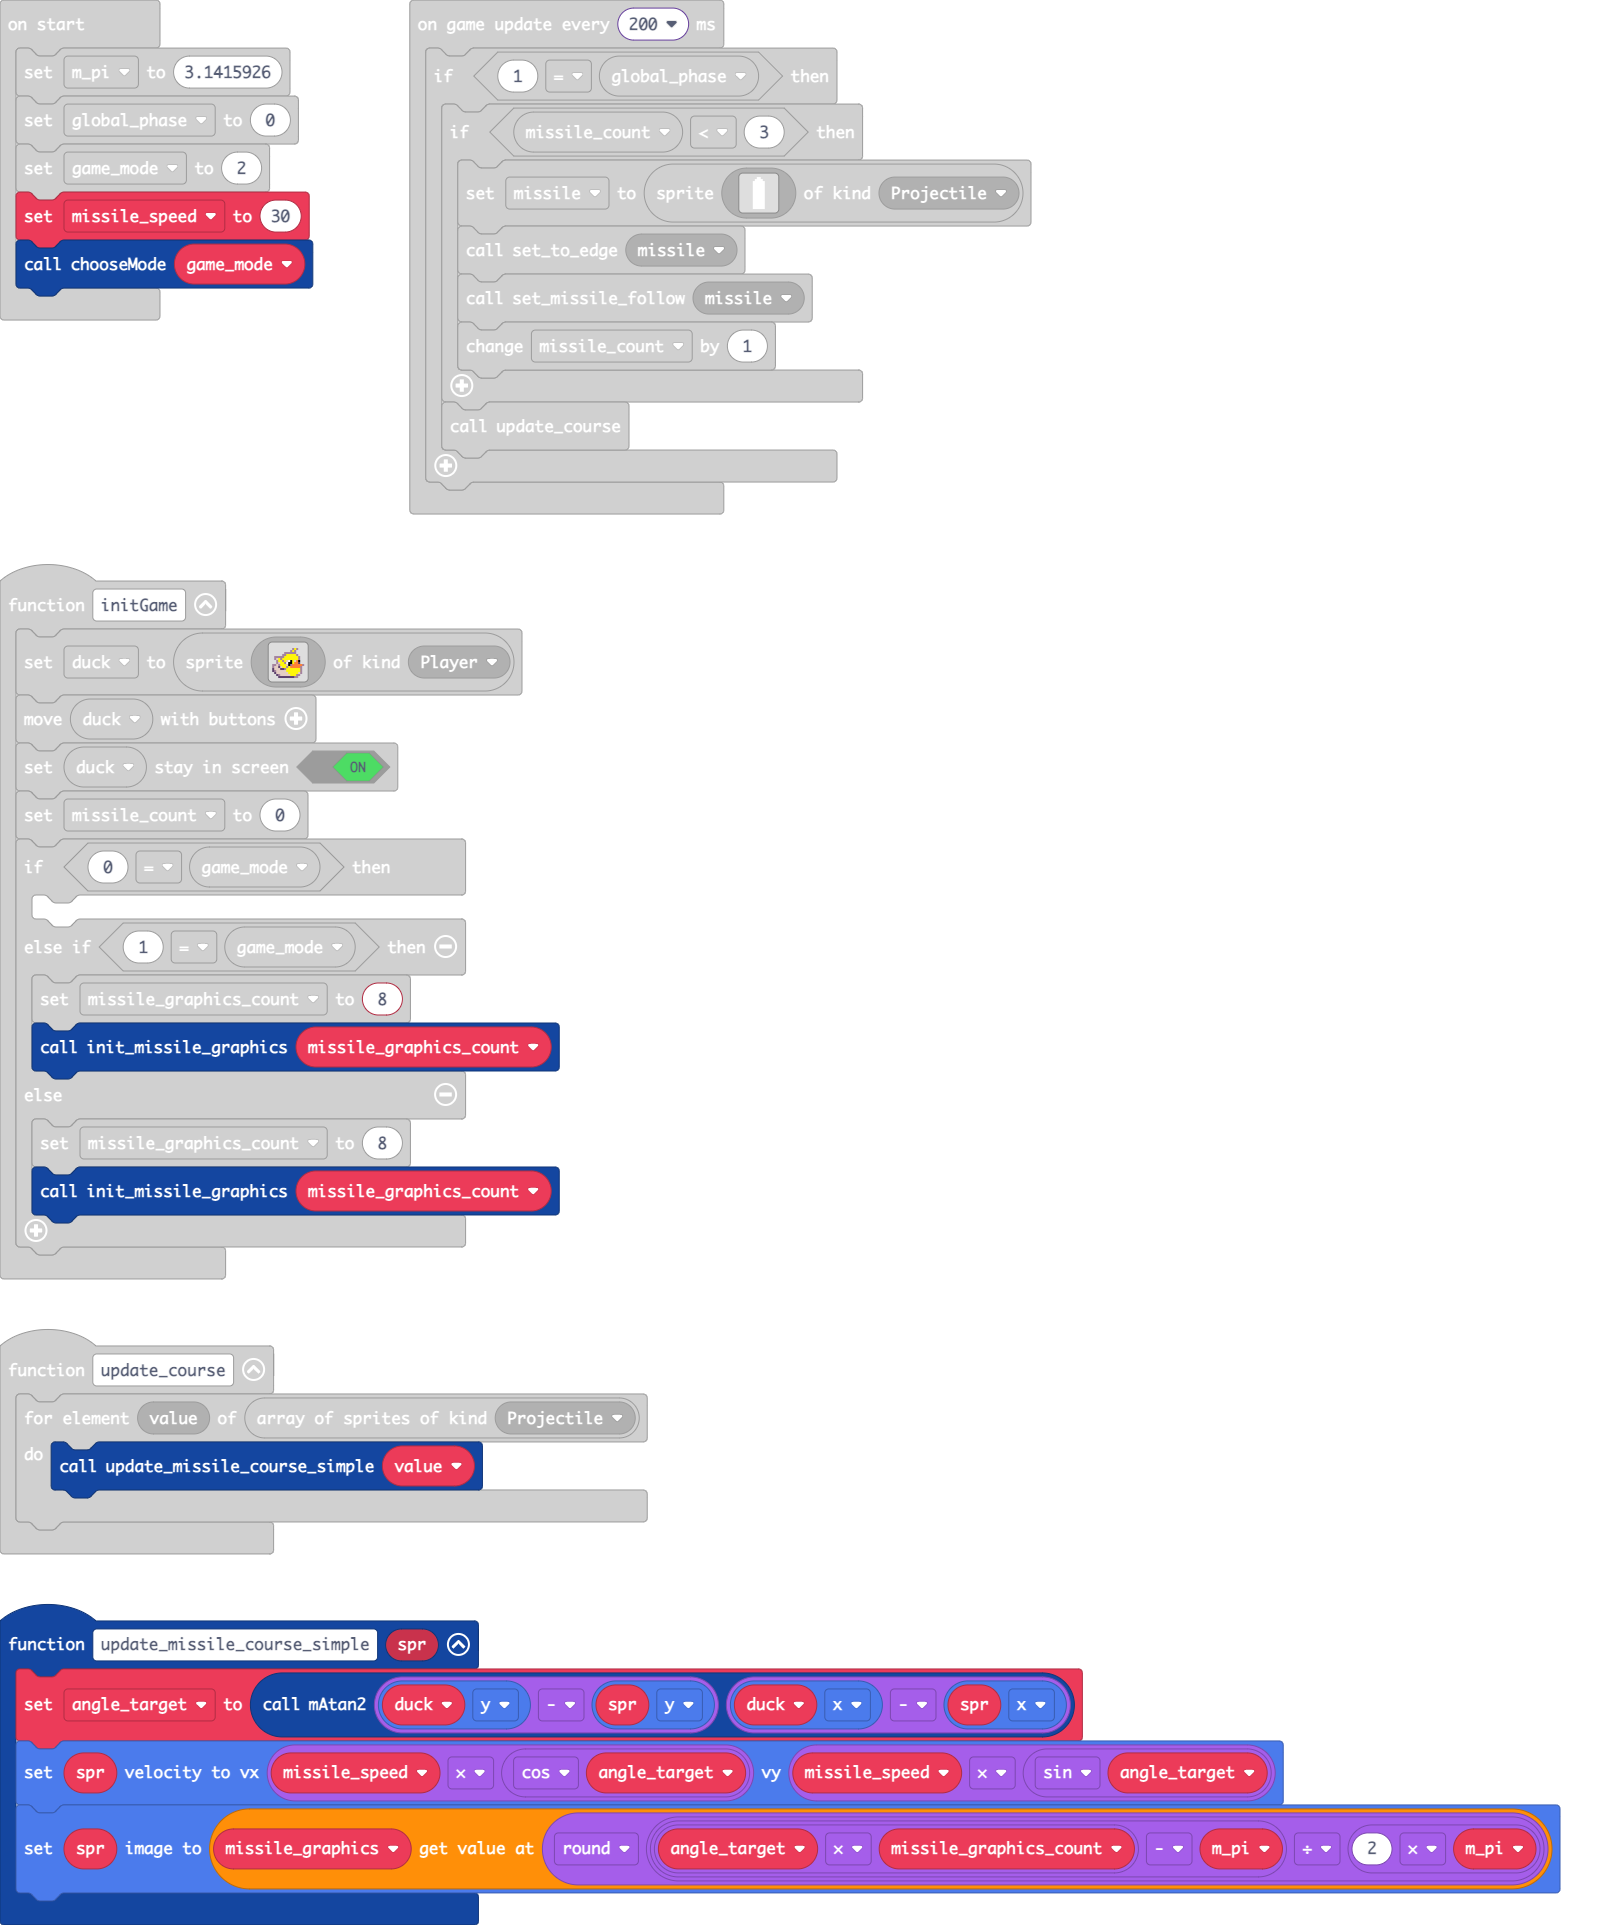 on start
set m_pi to 3.1415926
set global_phase to 0
set game_mode to 2
set missile_speed to 30
call chooseMode game_mode
on game update every 200 ms
if 1 = global_phase then
if missile_count < 3 then
set missile to sprite of kind Projectile
call set_to_edge missile
call set_missile_follow missile
change missile_count by 1
call update_course
function initGame
set duck to sprite of kind Player
move duck with buttons
set duck stay in screen ON
set missile_count to 0
if 0 = game_mode then
else if 1 = game_mode then
set missile_graphics_count to 8
call init_missile_graphics missile_graphics_count
else
set missile_graphics_count to 8
call init_missile_graphics missile_graphics_count
function update_course
for element value of array of sprites of kind Projectile
do call update_missile_course_simple value
function update_missile_course_simple spr
set angle_target to call mAtan2 duck y - spr y duck x - spr x
set spr velocity to vx missile_speed × cos angle_target vy missile_speed × sin angle_target
set spr image to missile_graphics get value at round angle_target × missile_graphics_count - m_pi ÷ 2 × m_pi